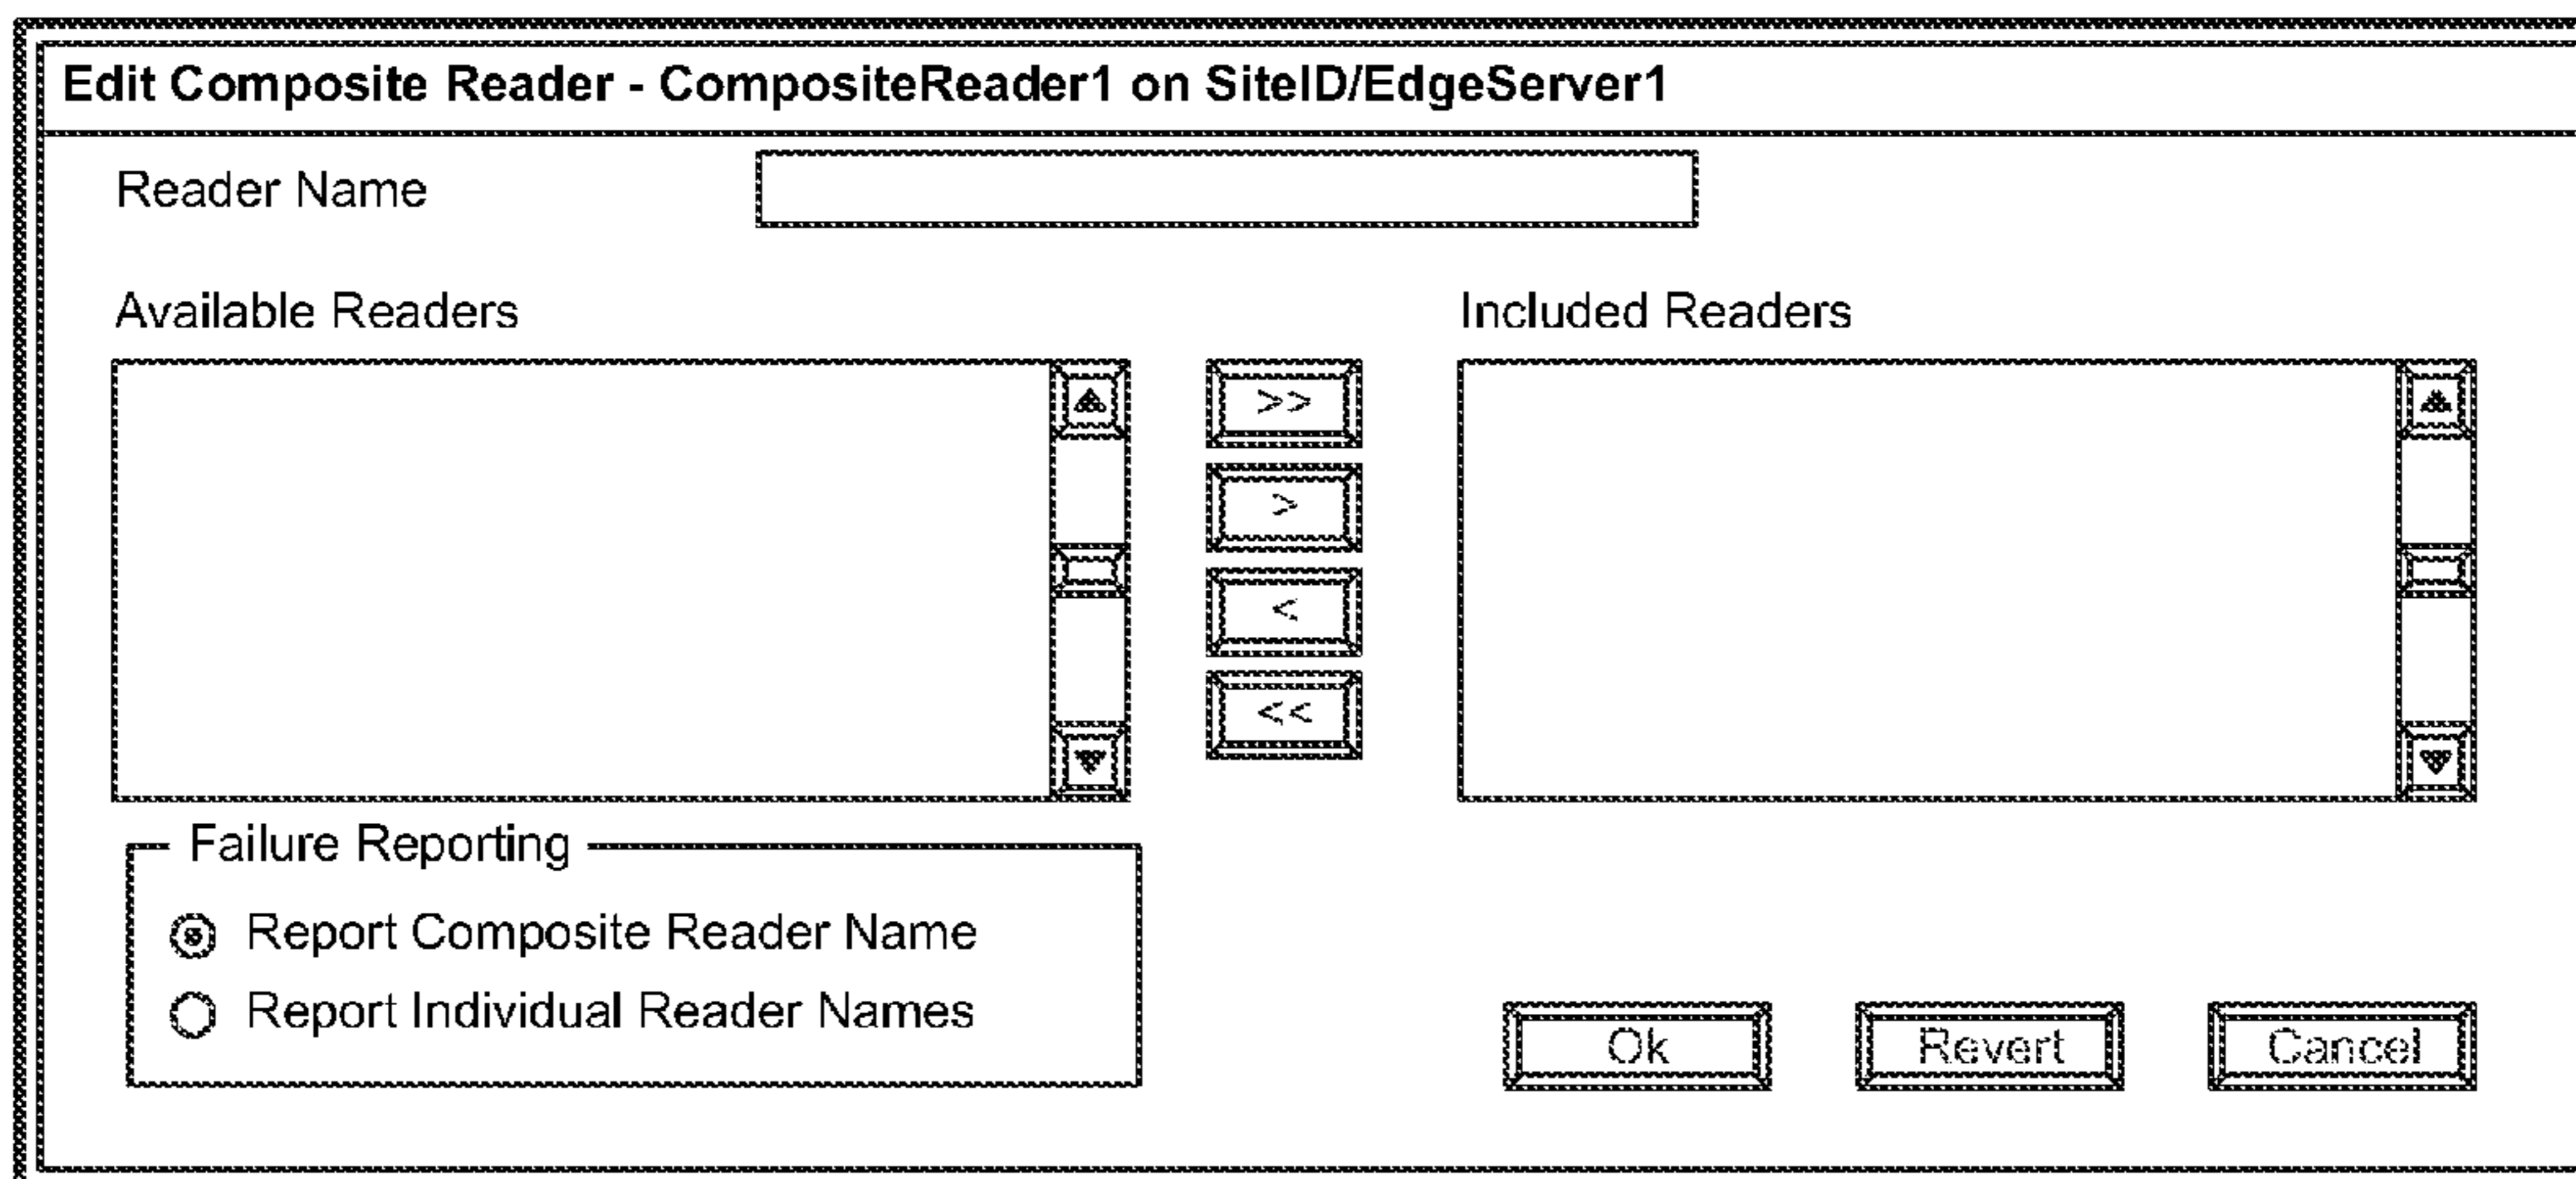 Edit Composite Reader - CompositeReader1 on SiteID/EdgeServer1
Reader Name
Available Readers
Included Readers
>>
>
<
<<
Failure Reporting
Report Composite Reader Name
Report Individual Reader Names
Ok
Revert
Cancel